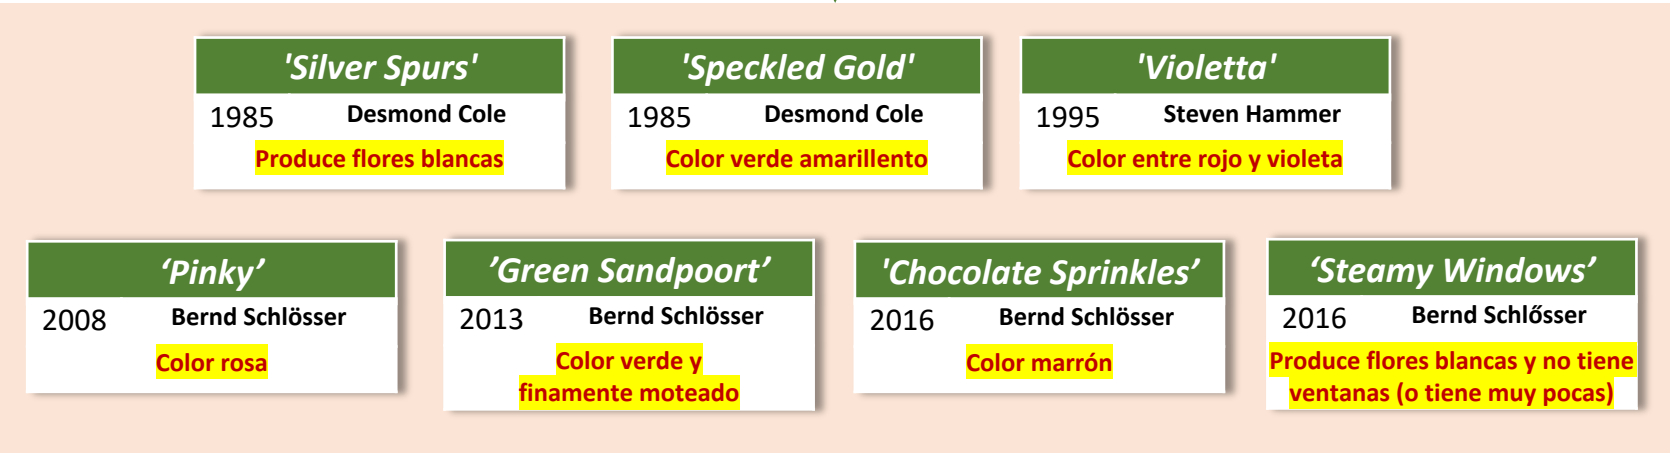 'Silver Spurs'
1985 Desmond Cole
Produce flores blancas
'Speckled Gold'
1985 Desmond Cole
Color verde amarillento
'Violetta'
1995 Steven Hammer
Color entre rojo y violeta
‘Pinky’
2008 Bernd Schlösser
Color rosa
’Green Sandpoort’
2013 Bernd Schlösser
Color verde y
finamente moteado
'Chocolate Sprinkles’
2016 Bernd Schlösser
Color marrón
‘Steamy Windows’
2016 Bernd Schlősser
Produce flores blancas y no tiene
ventanas (o tiene muy pocas)